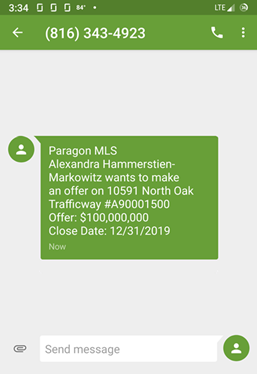 3:34 84° LTE
(816) 343-4923
Paragon MLS
Alexandra Hammerstien-
Markowitz wants to make
an offer on 10591 North Oak
Trafficway #A90001500
Offer: $100,000,000
Close Date: 12/31/2019
Now
Send message